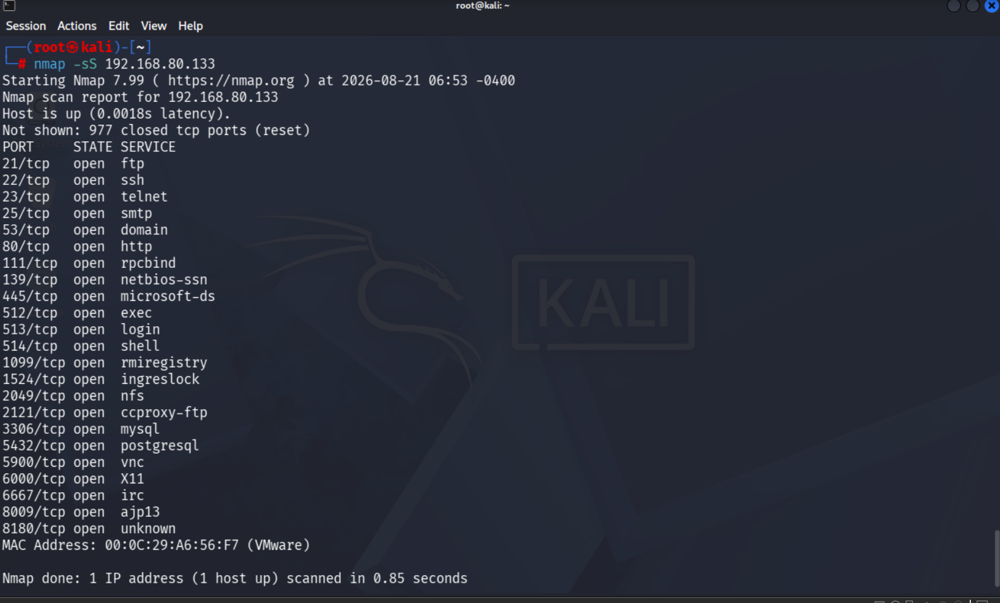 root@kali: ~
Session Actions Edit View Help
(root㉿kali)-[~]
# nmap -sS 192.168.80.133
Starting Nmap 7.99 ( https://nmap.org ) at 2026-08-21 06:53 -0400
Nmap scan report for 192.168.80.133
Host is up (0.0018s latency).
Not shown: 977 closed tcp ports (reset)
PORT     STATE SERVICE
21/tcp   open  ftp
22/tcp   open  ssh
23/tcp   open  telnet
25/tcp   open  smtp
53/tcp   open  domain
80/tcp   open  http
111/tcp  open  rpcbind
139/tcp  open  netbios-ssn
445/tcp  open  microsoft-ds
512/tcp  open  exec
513/tcp  open  login
514/tcp  open  shell
1099/tcp open  rmiregistry
1524/tcp open  ingreslock
2049/tcp open  nfs
2121/tcp open  ccproxy-ftp
3306/tcp open  mysql
5432/tcp open  postgresql
5900/tcp open  vnc
6000/tcp open  X11
6667/tcp open  irc
8009/tcp open  ajp13
8180/tcp open  unknown
MAC Address: 00:0C:29:A6:56:F7 (VMware)
Nmap done: 1 IP address (1 host up) scanned in 0.85 seconds
KALI